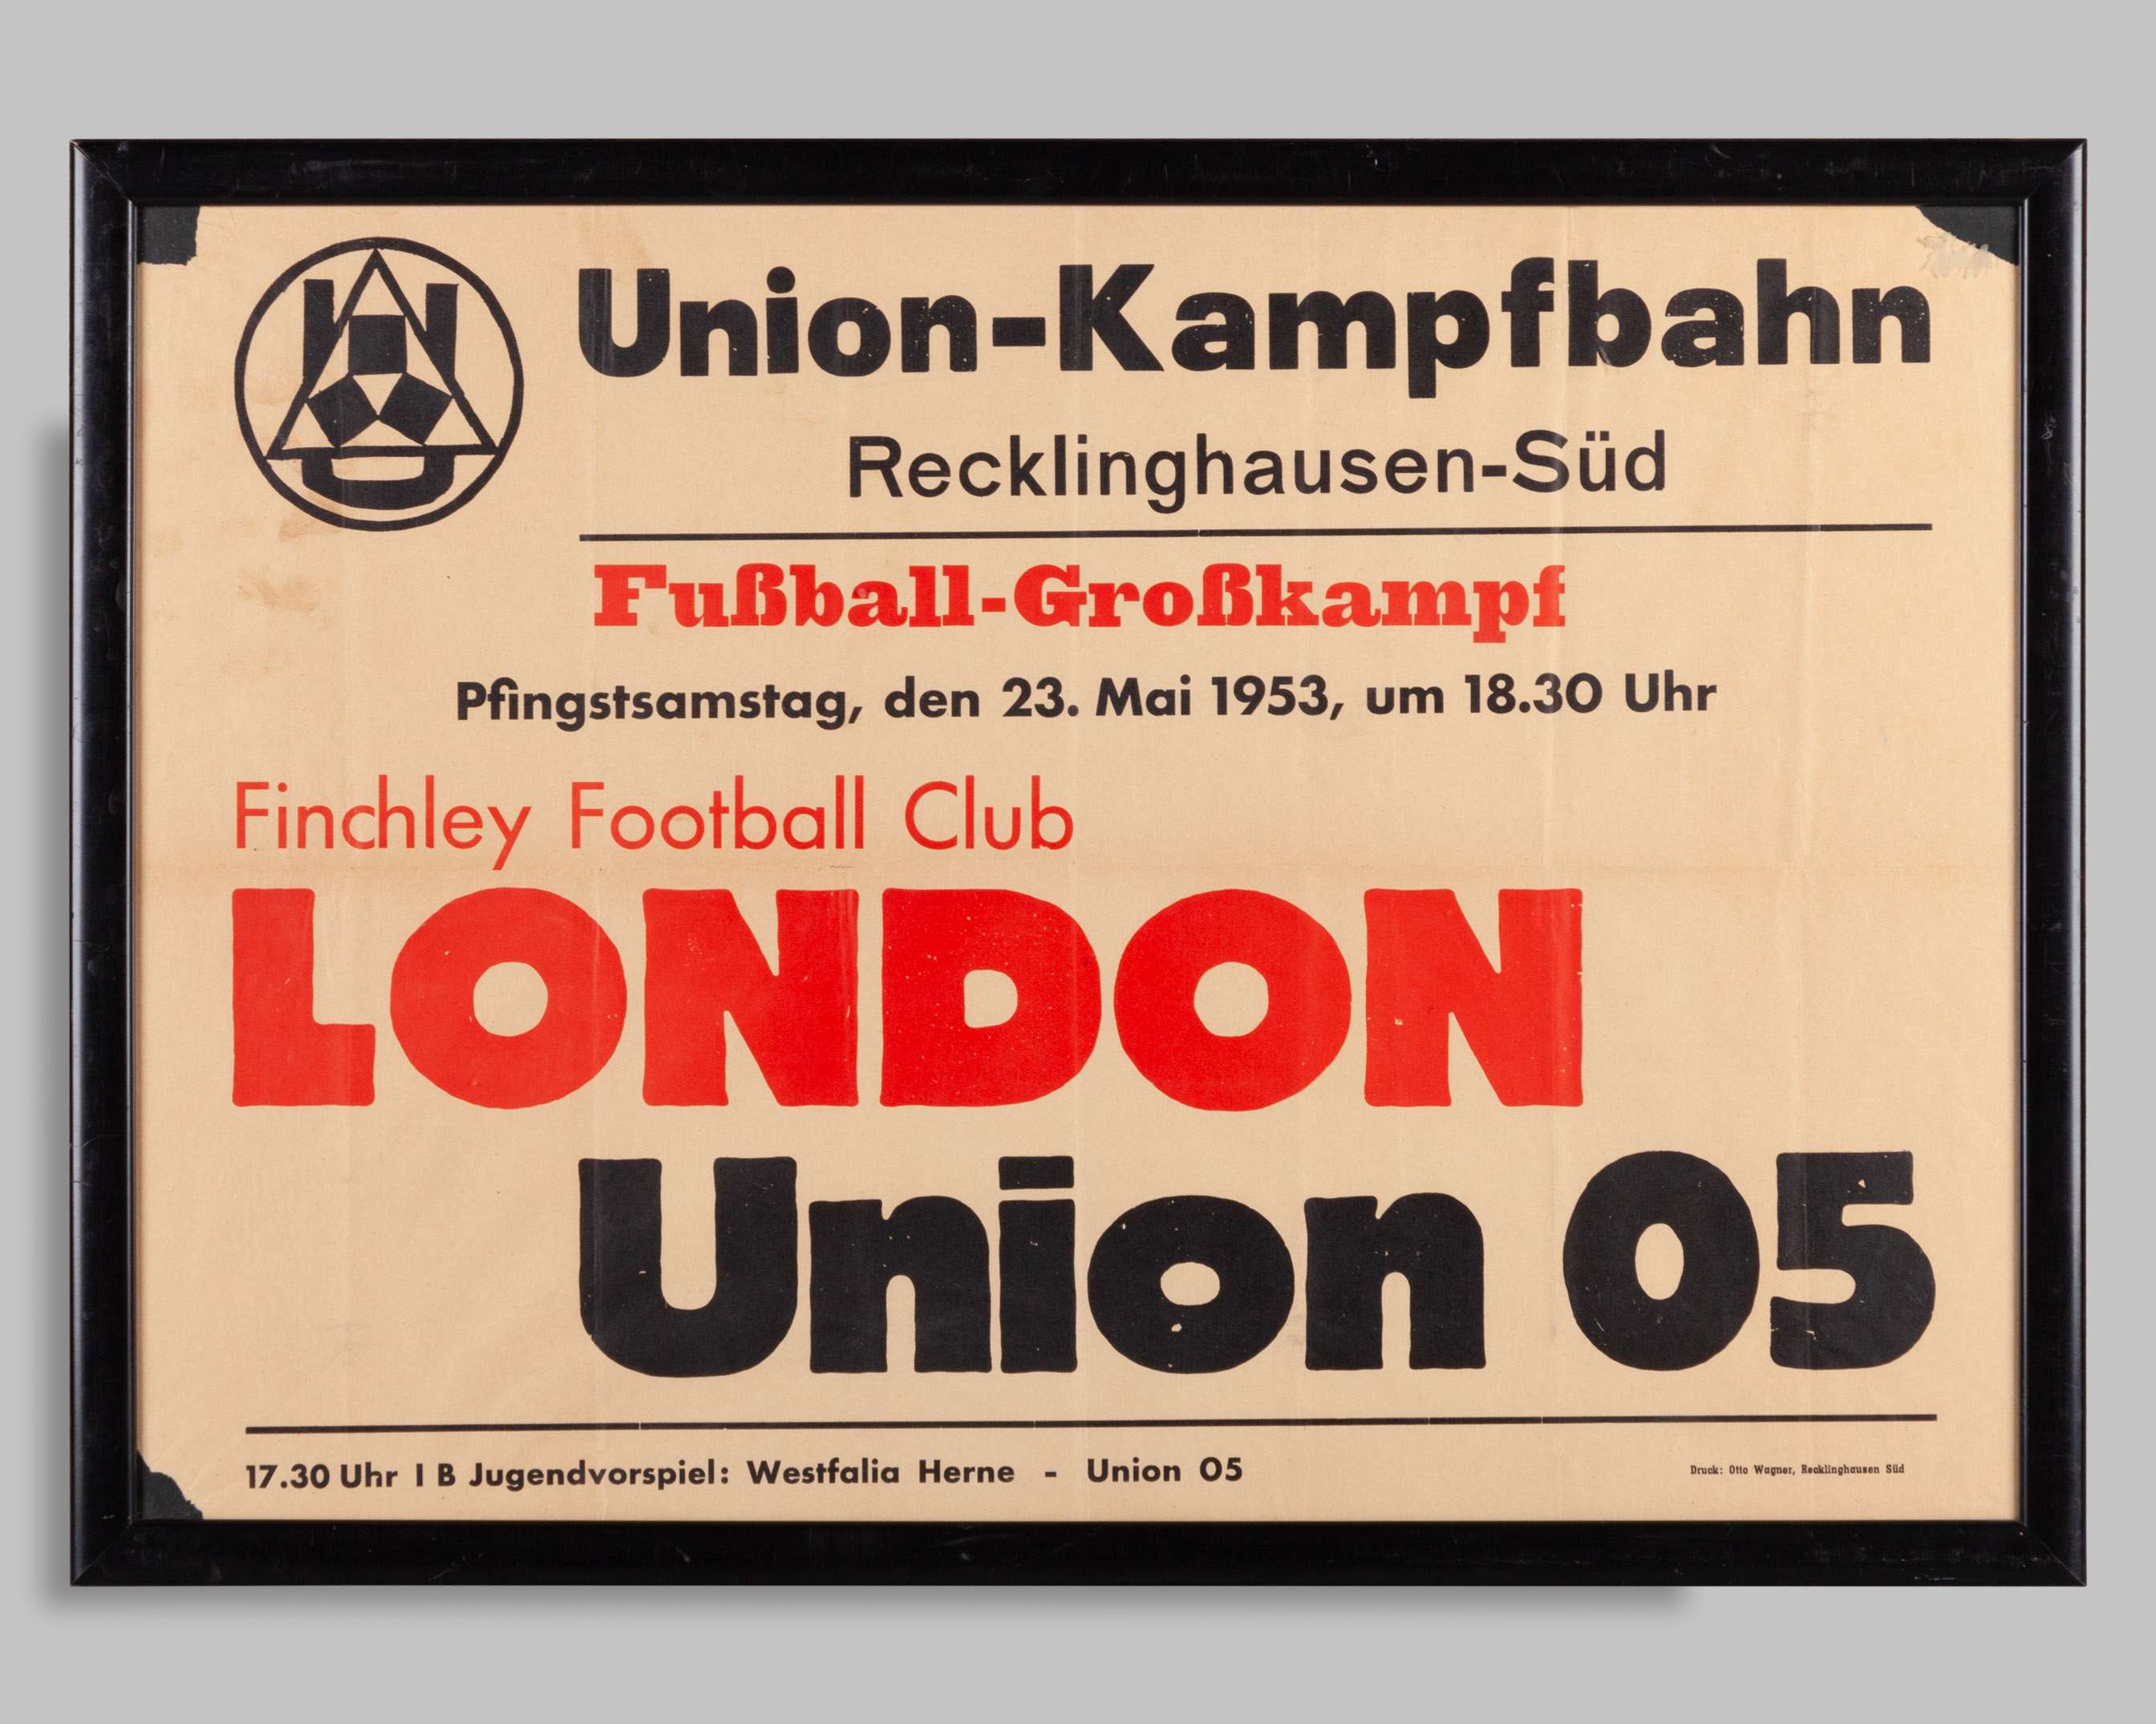 Union-Kampfbahn
Recklinghausen-Süd
Fußball-Großkampf
Pfingstsamstag, den 23. Mai 1953, um 18.30 Uhr
Finchley Football Club
LONDON
Union 05
17.30 Uhr I B Jugendvorspiel: Westfalia Herne - Union 05
Druck: Otto Wagner, Recklinghausen Süd